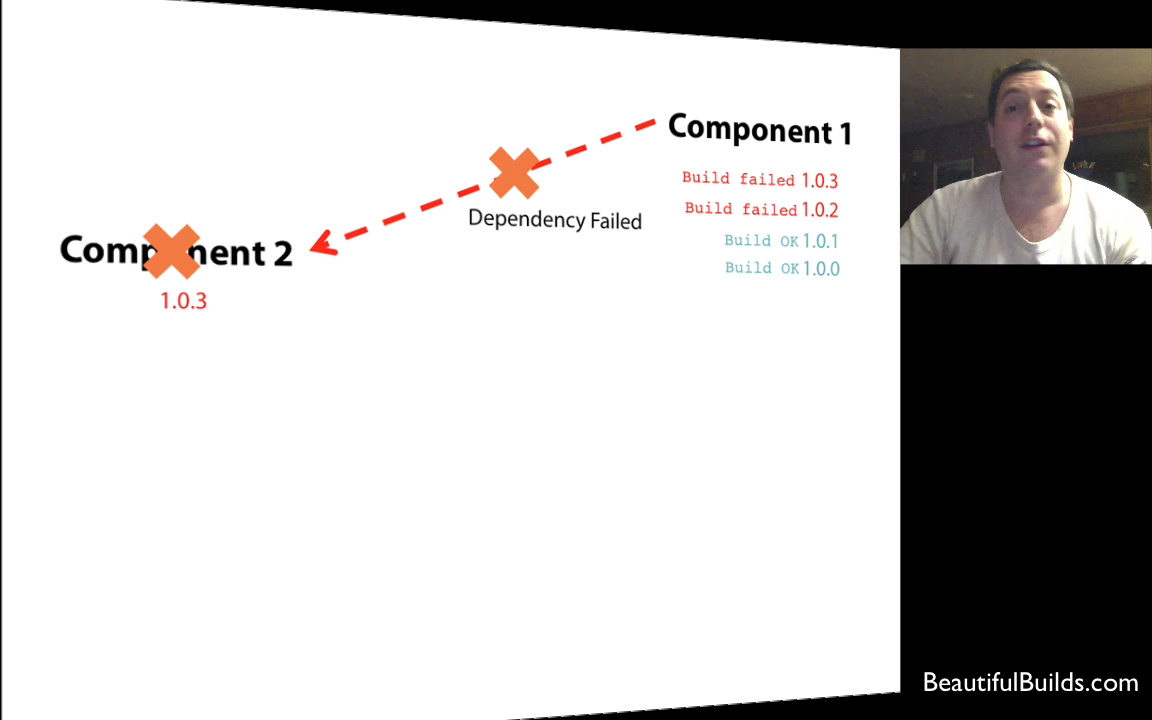 Component 1
Build failed 1.0.3
Build failed 1.0.2
Build OK 1.0.1
Build OK 1.0.0
Dependency Failed
Component 2
1.0.3
BeautifulBuilds.com